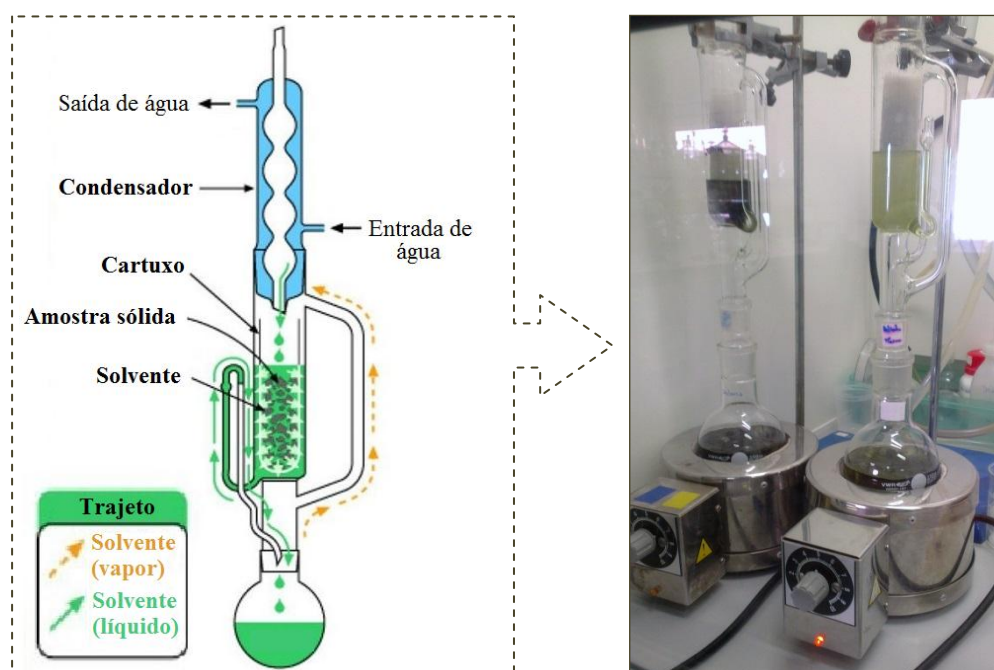 Saída de água
Condensador
Entrada de
água
Cartuxo
Amostra sólida
Solvente
Trajeto
Solvente
(vapor)
Solvente
(líquido)